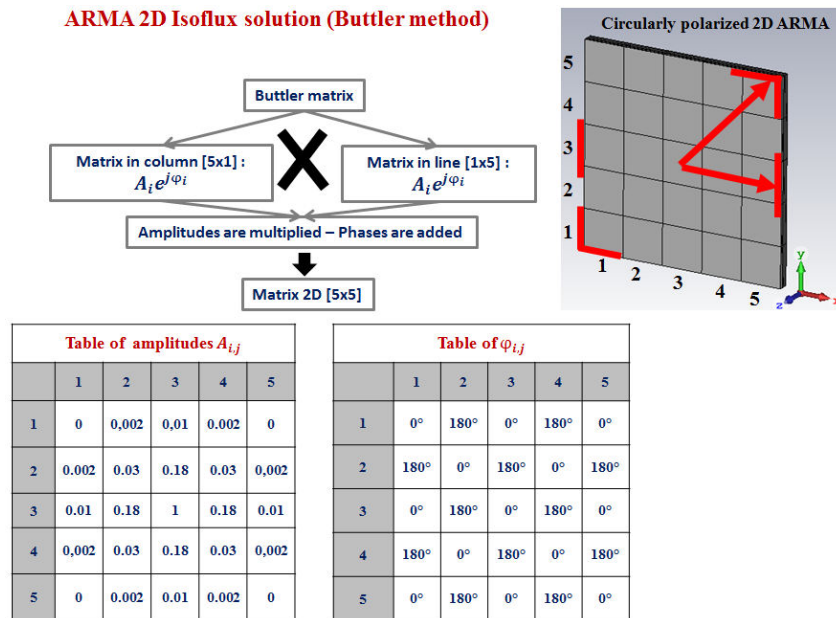 ARMA 2D Isoflux solution (Buttler method)
Buttler matrix
Matrix in column [5x1] :
A_i e^{jφ_i}
Matrix in line [1x5] :
A_i e^{jφ_i}
Amplitudes are multiplied – Phases are added
Matrix 2D [5x5]
Circularly polarized 2D ARMA
5
4
3
2
1
1 2 3 4 5
y
x
z
Table of amplitudes A_{i,j}
1 2 3 4 5
1 0 0,002 0,01 0.002 0
2 0.002 0.03 0.18 0.03 0,002
3 0.01 0.18 1 0.18 0.01
4 0,002 0.03 0.18 0.03 0,002
5 0 0.002 0.01 0.002 0
Table of φ_{i,j}
1 2 3 4 5
1 0° 180° 0° 180° 0°
2 180° 0° 180° 0° 180°
3 0° 180° 0° 180° 0°
4 180° 0° 180° 0° 180°
5 0° 180° 0° 180° 0°